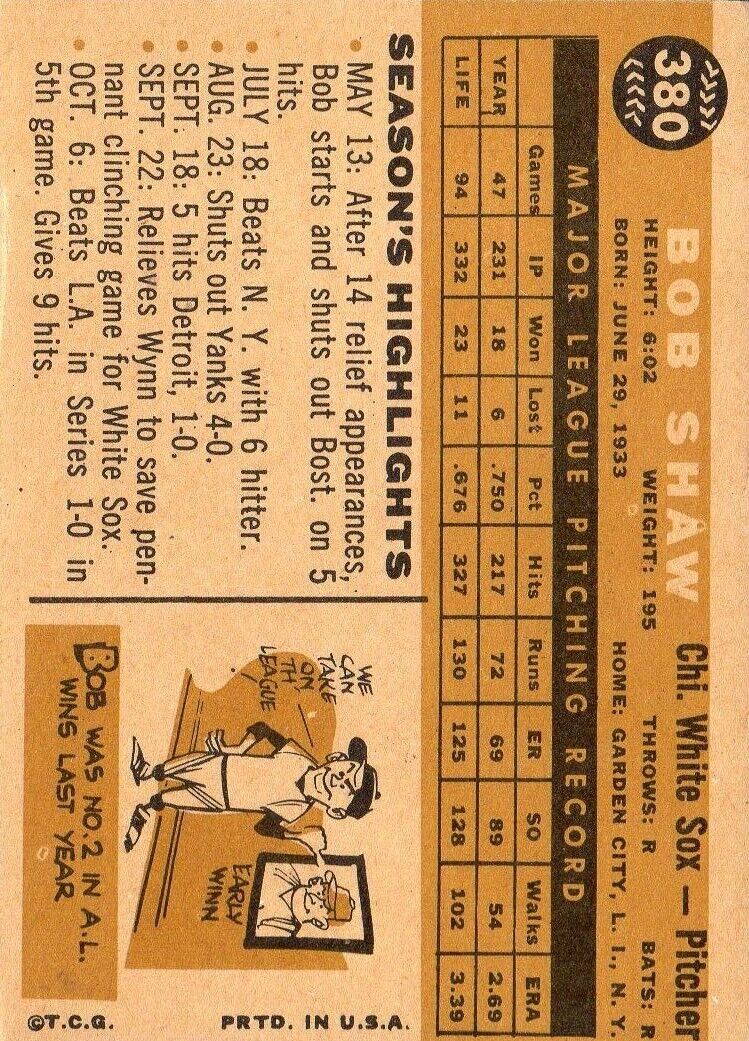 380
BOB SHAW Chi. White Sox — Pitcher
HEIGHT: 6:02 WEIGHT: 195 THROWS: R BATS: R
BORN: JUNE 29, 1933 HOME: GARDEN CITY, L. I., N. Y.
MAJOR LEAGUE PITCHING RECORD
Games IP Won Lost Pct Hits Runs ER SO Walks ERA
YEAR 47 231 18 6 .750 217 72 69 89 54 2.69
LIFE 94 332 23 11 .676 327 130 125 128 102 3.39
SEASON'S HIGHLIGHTS
• MAY 13: After 14 relief appearances,
Bob starts and shuts out Bost. on 5
hits.
• JULY 18: Beats N. Y. with 6 hitter.
• AUG. 23: Shuts out Yanks 4-0.
• SEPT. 18: 5 hits Detroit, 1-0.
• SEPT. 22: Relieves Wynn to save pen-
nant clinching game for White Sox.
• OCT. 6: Beats L.A. in Series 1-0 in
5th game. Gives 9 hits.
WE
CAN
TAKE
ON
TH
LEAGUE
EARLY
WINN
BOB WAS NO. 2 IN A.L.
WINS LAST YEAR
©T.C.G. PRTD. IN U.S.A.